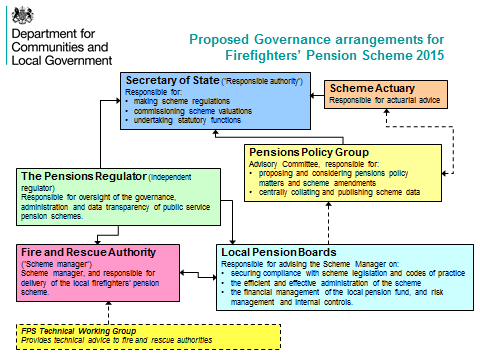 Department for
Communities and
Local Government
Proposed Governance arrangements for
Firefighters' Pension Scheme 2015
Secretary of State ("Responsible authority")
Responsible for:
• making scheme regulations
• commissioning scheme valuations
• undertaking statutory functions
Scheme Actuary
Responsible for actuarial advice
Pensions Policy Group
Advisory Committee, responsible for:
• proposing and considering pensions policy
matters and scheme amendments
• centrally collating and publishing scheme data
The Pensions Regulator (independent
regulator)
Responsible for oversight of the governance,
administration and data transparency of public service
pension schemes.
Fire and Rescue Authority
("Scheme manager")
Scheme manager, and responsible for
delivery of the local firefighters' pension
scheme.
Local Pension Boards
Responsible for advising the Scheme Manager on:
• securing compliance with scheme legislation and codes of practice
• the efficient and effective administration of the scheme
• the financial management of the local pension fund, and risk
management and internal controls.
FPS Technical Working Group
Provides technical advice to fire and rescue authorities